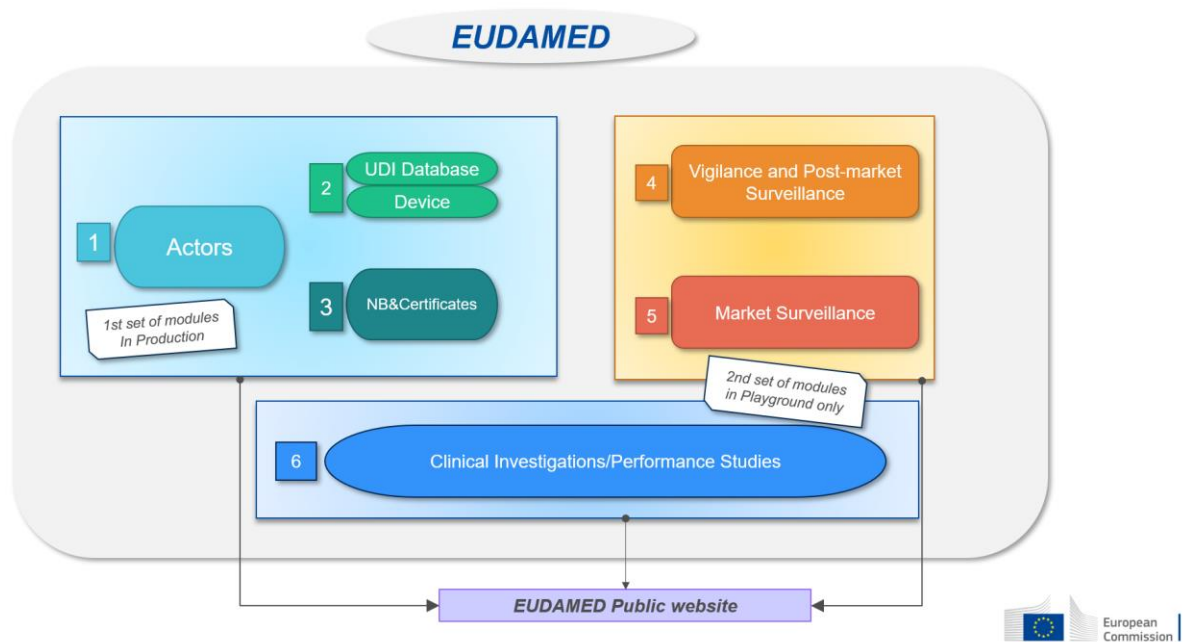 EUDAMED
1
Actors
2
UDI Database
Device
3
NB&Certificates
1st set of modules
In Production
4
Vigilance and Post-market
Surveillance
5
Market Surveillance
2nd set of modules
in Playground only
6
Clinical Investigations/Performance Studies
EUDAMED Public website
European
Commission